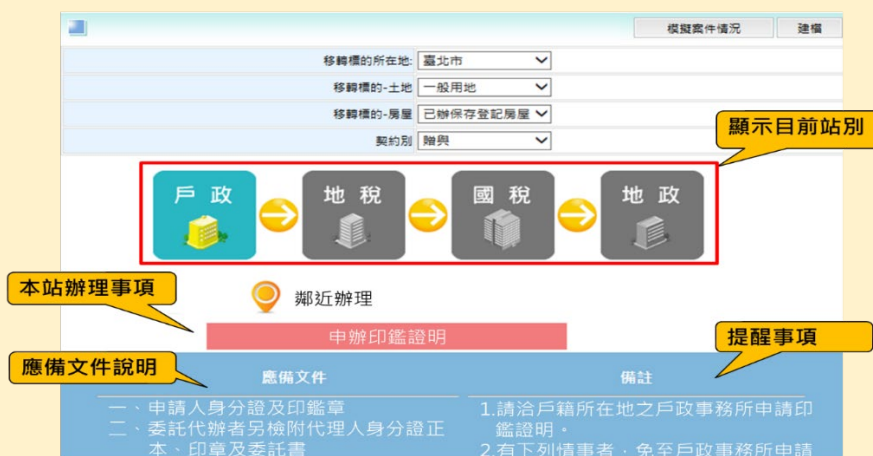 模擬案件情況 建檔
移轉標的所在地: 臺北市
移轉標的-土地 一般用地
移轉標的-房屋 已辦保存登記房屋
契約別 贈與
顯示目前站別
戶政 地稅 國稅 地政
本站辦理事項
鄰近辦理
申辦印鑑證明
提醒事項
應備文件說明
應備文件
備註
一、申請人身分證及印鑑章
二、委託代辦者另檢附代理人身分證正
本、印章及委託書
1.請洽戶籍所在地之戶政事務所申請印
鑑證明。
2.有下列情事者，免至戶政事務所申請